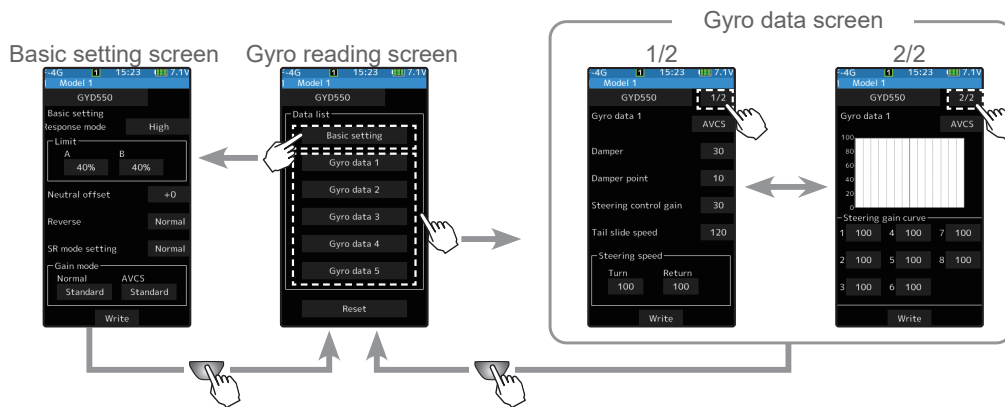 Gyro data screen
Basic setting screen
Gyro reading screen
1/2
2/2
-4G 1 15:23 7.1V
Model 1
GYD550
Basic setting
Response mode High
Limit
A B
40% 40%
Neutral offset +0
Reverse Normal
SR mode setting Normal
Gain mode
Normal AVCS
Standard Standard
Write
-4G 1 15:23 7.1V
Model 1
GYD550
Data list
Basic setting
Gyro data 1
Gyro data 2
Gyro data 3
Gyro data 4
Gyro data 5
Reset
-4G 1 15:23 7.1V
Model 1
GYD550 1/2
Gyro data 1
AVCS
Damper 30
Damper point 10
Steering control gain 30
Tail slide speed 120
Steering speed
Turn Return
100 100
Write
-4G 1 15:23 7.1V
Model 1
GYD550 2/2
Gyro data 1
AVCS
100
80
60
40
20
0
Steering gain curve
1 100 4 100 7 100
2 100 5 100 8 100
3 100 6 100
Write